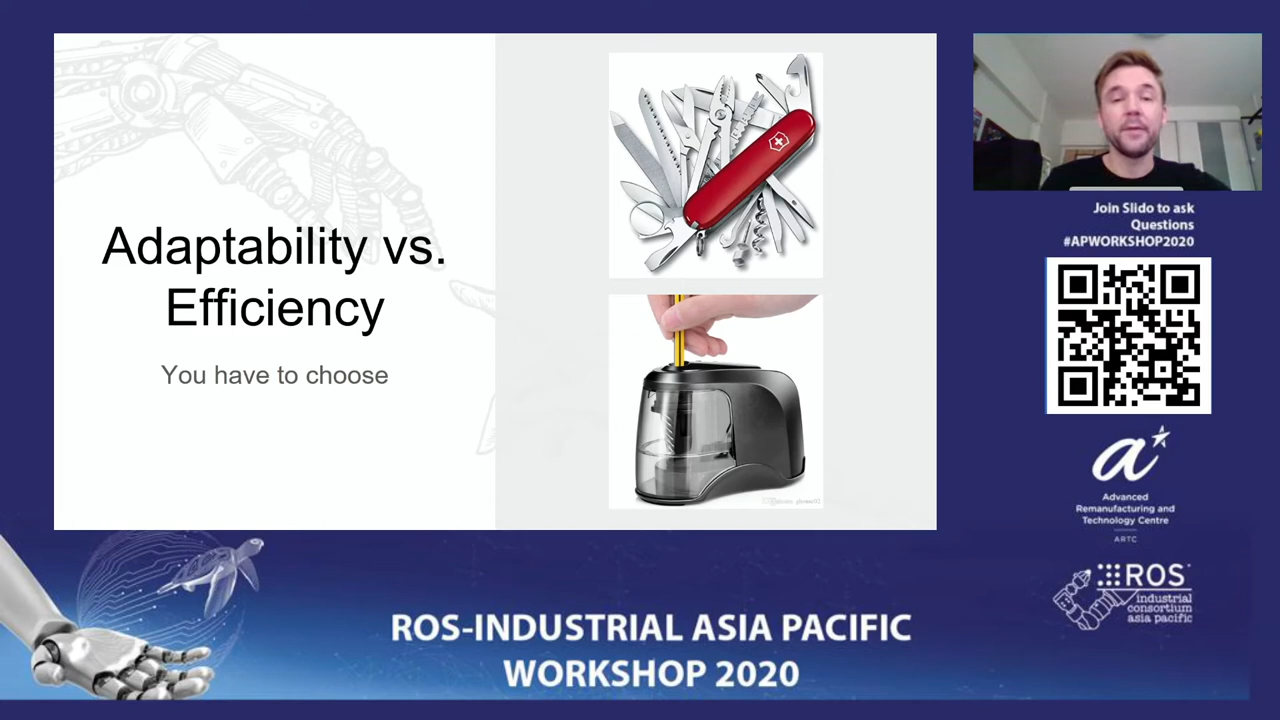 Adaptability vs.
Efficiency
You have to choose
Join Slido to ask
Questions
#APWORKSHOP2020
a
Advanced
Remanufacturing and
Technology Centre
ARTC
ROS
industrial
consortium
asia pacific
ROS-INDUSTRIAL ASIA PACIFIC
WORKSHOP 2020